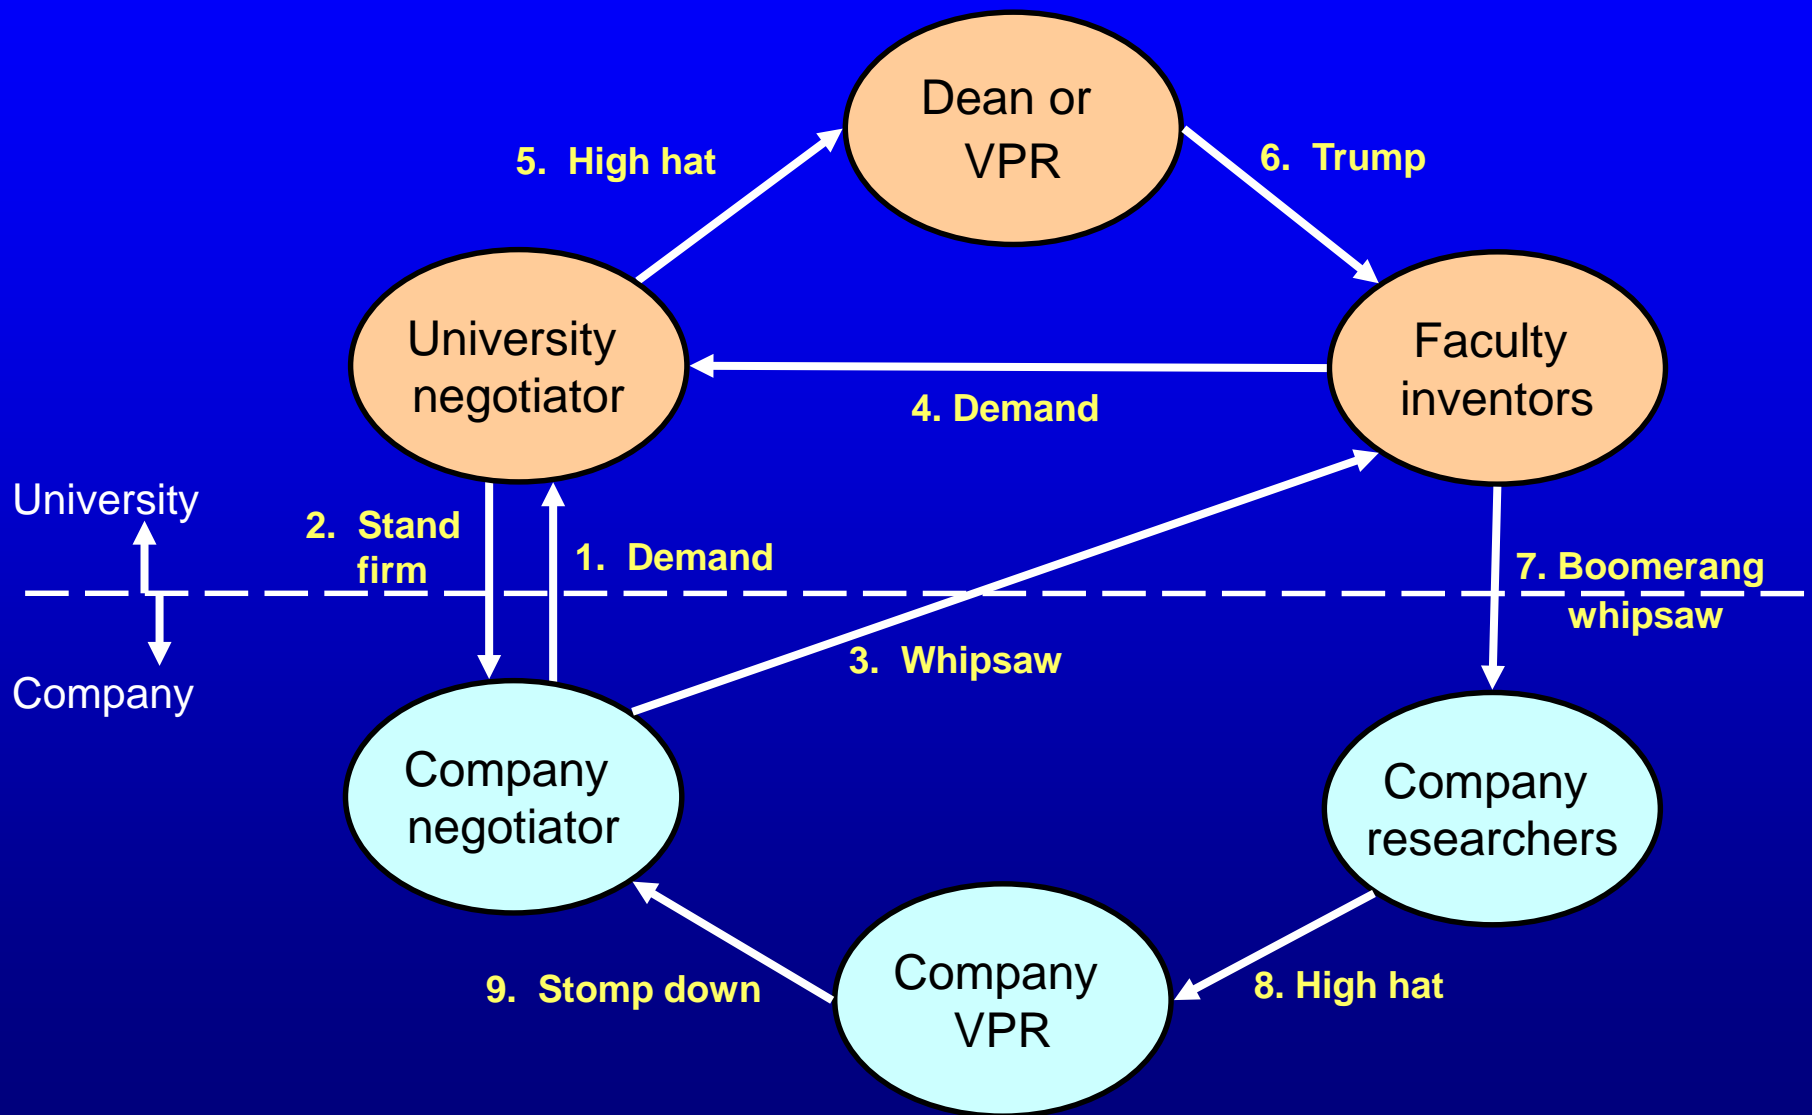 Dean or
VPR
5. High hat
6. Trump
University
negotiator
Faculty
inventors
4. Demand
University
2. Stand
firm
1. Demand
7. Boomerang
whipsaw
3. Whipsaw
Company
Company
negotiator
Company
researchers
9. Stomp down
Company
VPR
8. High hat